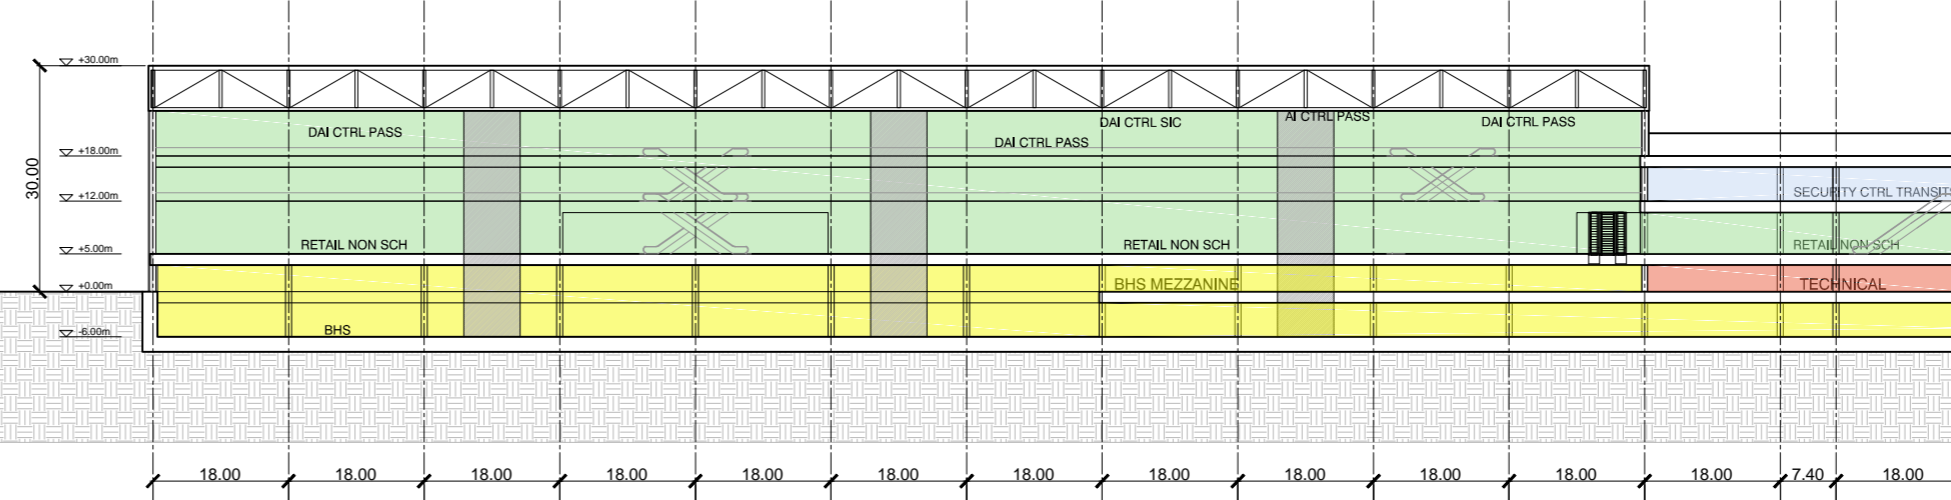 +30.00m
DAI CTRL PASS
DAI CTRL PASS
DAI CTRL SIC
AI CTRL PASS
DAI CTRL PASS
+18.00m
30.00
+12.00m
SECURITY CTRL TRANSITS
+5.00m
RETAIL NON SCH
RETAIL NON SCH
RETAIL NON SCH
+0.00m
BHS MEZZANINE
TECHNICAL
-6.00m
BHS
18.00 18.00 18.00 18.00 18.00 18.00 18.00 18.00 18.00 18.00 18.00 18.00 7.40 18.00